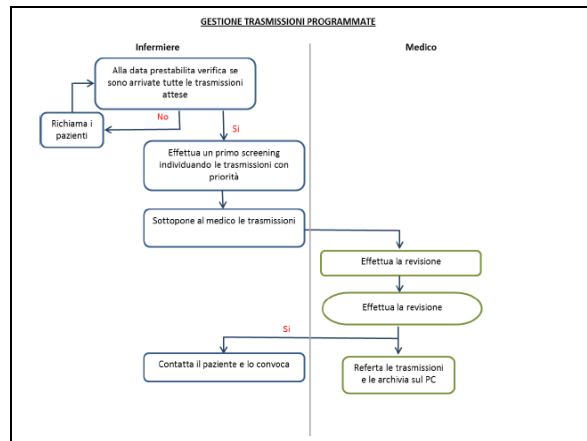 GESTIONE TRASMISSIONI PROGRAMMATE
Infermiere
Medico
Alla data prestabilita verifica se
sono arrivate tutte le trasmissioni
attese
No
Si
Richiama i
pazienti
Effettua un primo screening
individuando le trasmissioni con
priorità
Sottopone al medico le trasmissioni
Effettua la revisione
Effettua la revisione
Si
Contatta il paziente e lo convoca
Referta le trasmissioni
e le archivia sul PC